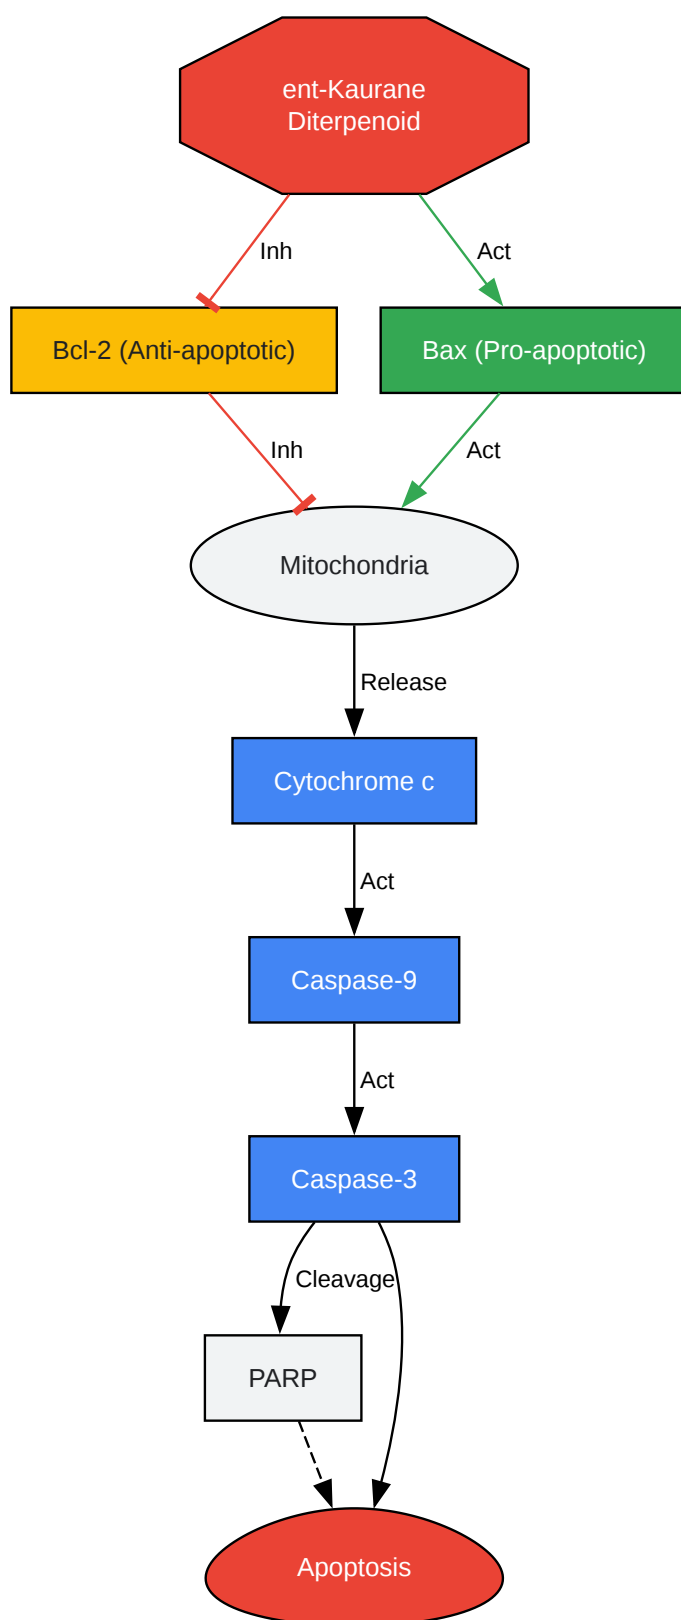 ent-Kaurane
Diterpenoid
Inh
Act
Bcl-2 (Anti-apoptotic)
Bax (Pro-apoptotic)
Inh
Act
Mitochondria
Release
Cytochrome c
Act
Caspase-9
Act
Caspase-3
Cleavage
PARP
Apoptosis